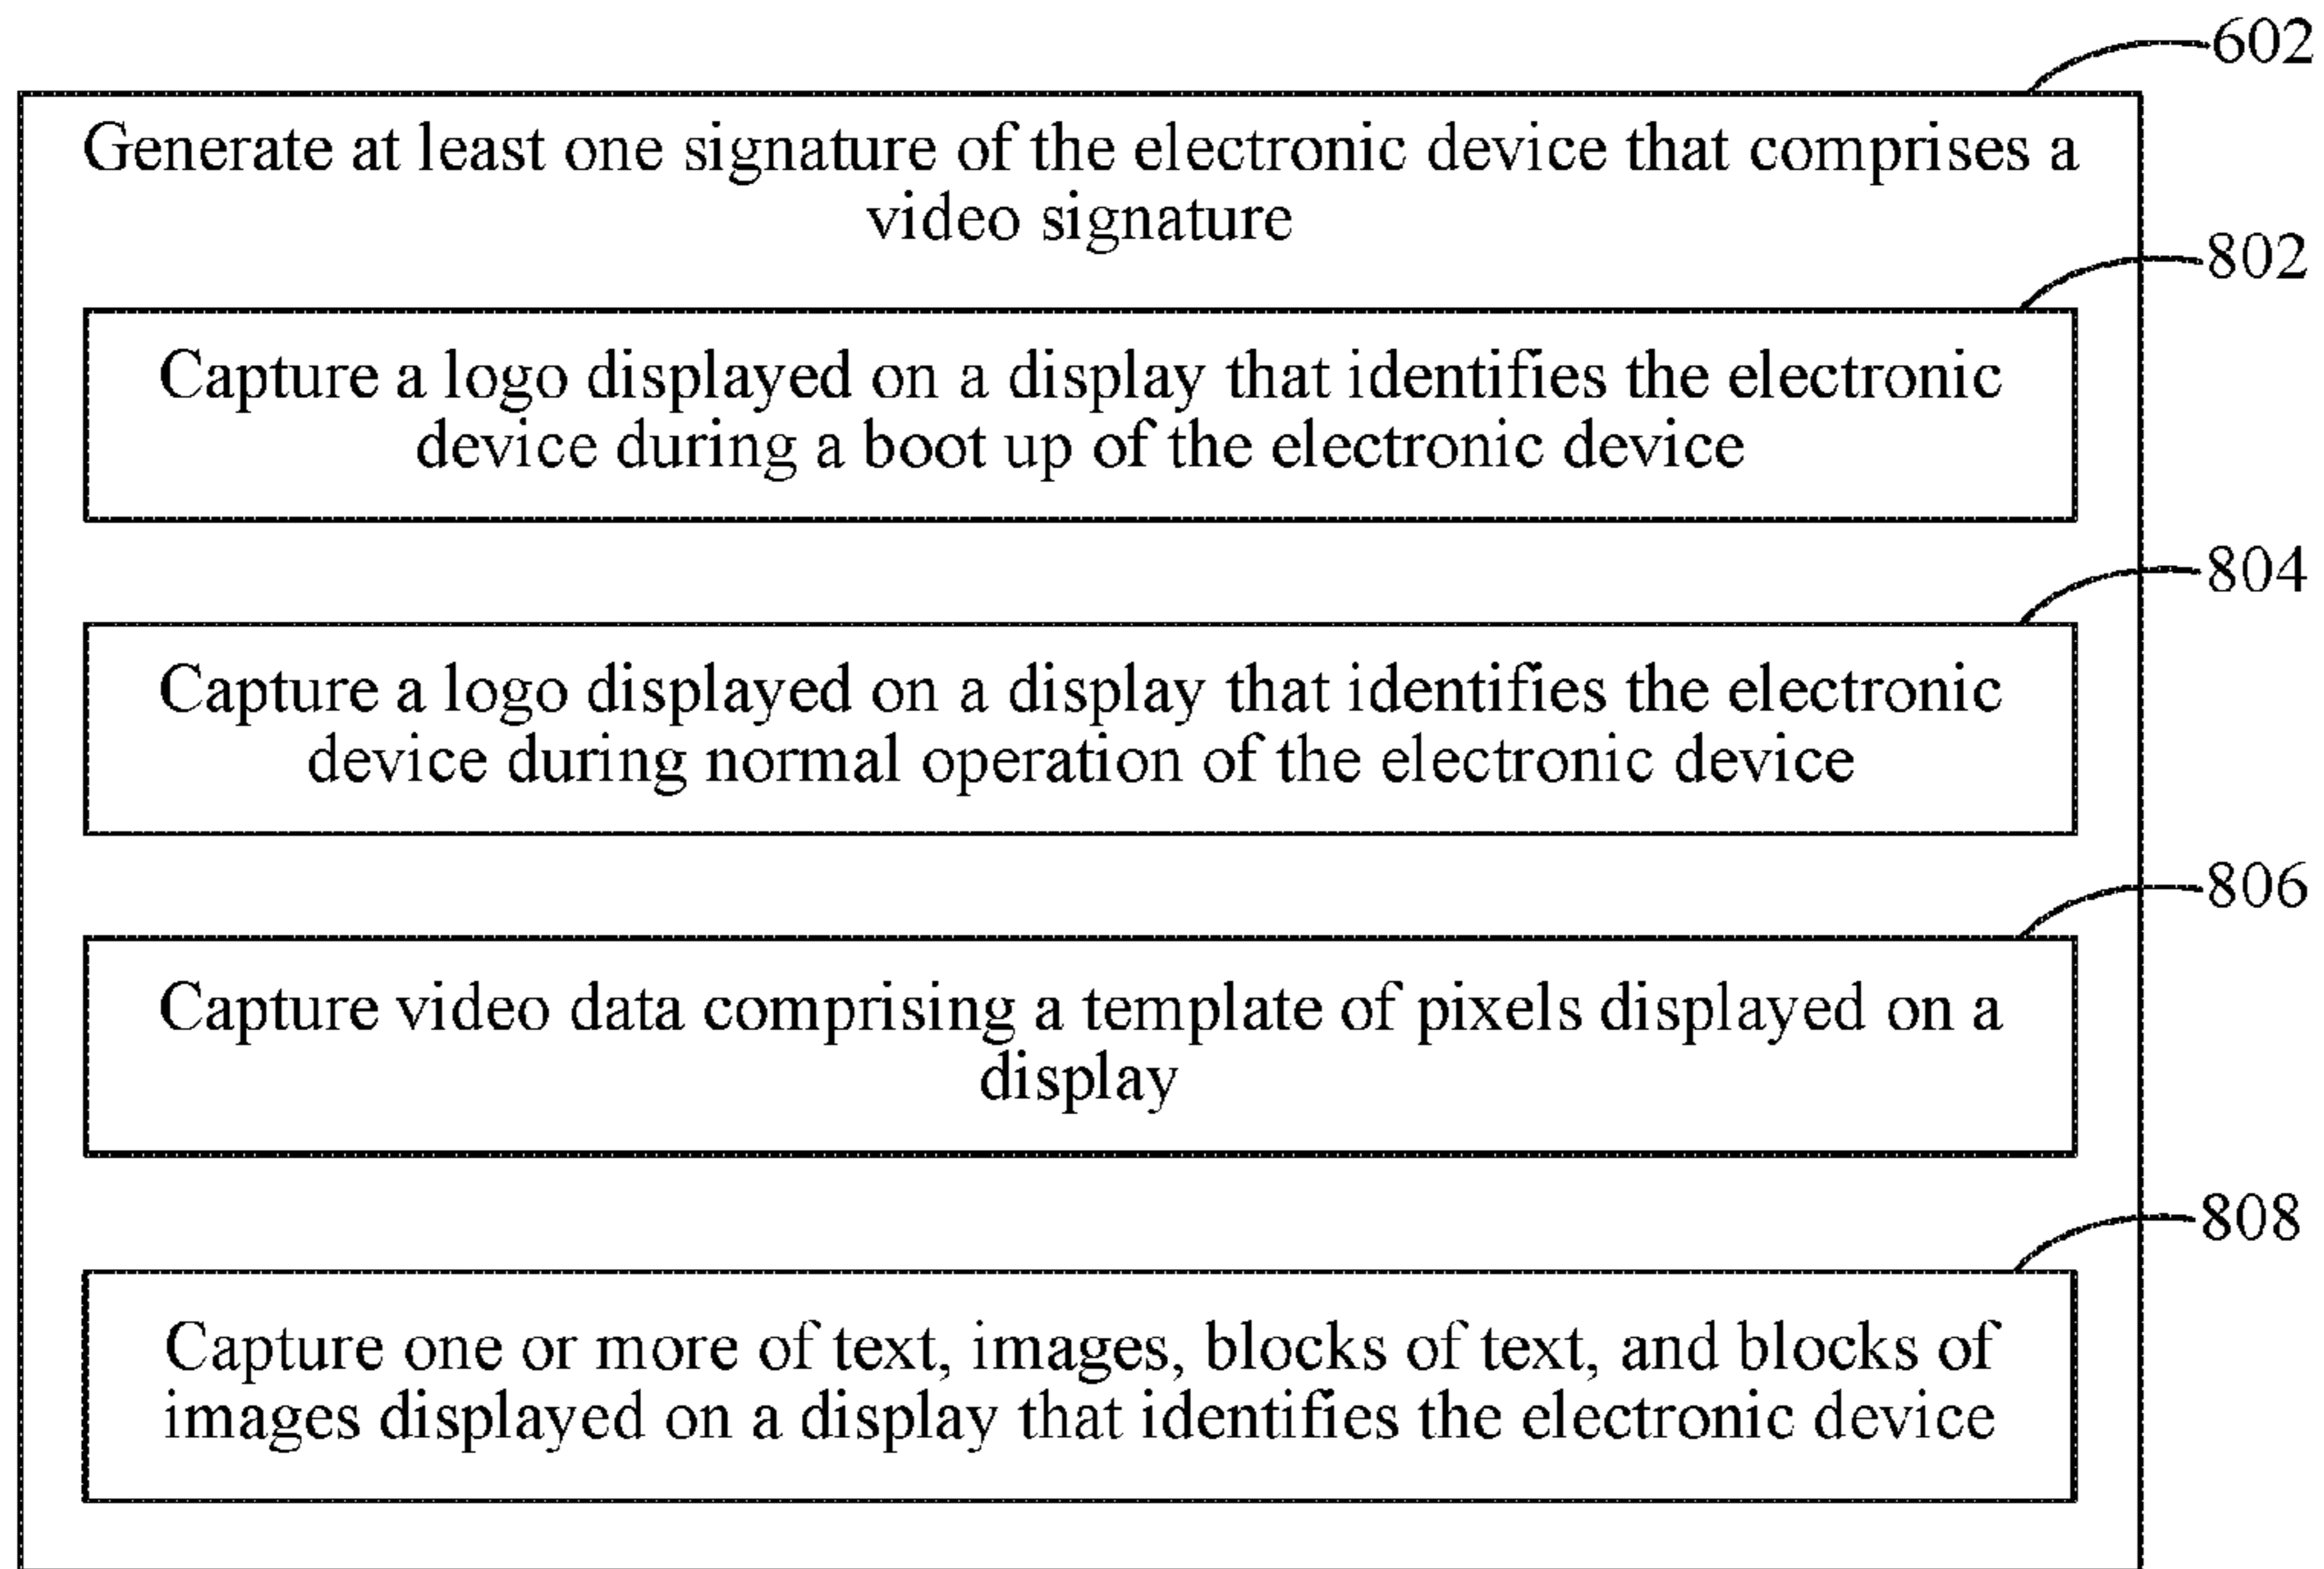 602
Generate at least one signature of the electronic device that comprises a
video signature
802
Capture a logo displayed on a display that identifies the electronic
device during a boot up of the electronic device
804
Capture a logo displayed on a display that identifies the electronic
device during normal operation of the electronic device
806
Capture video data comprising a template of pixels displayed on a
display
808
Capture one or more of text, images, blocks of text, and blocks of
images displayed on a display that identifies the electronic device